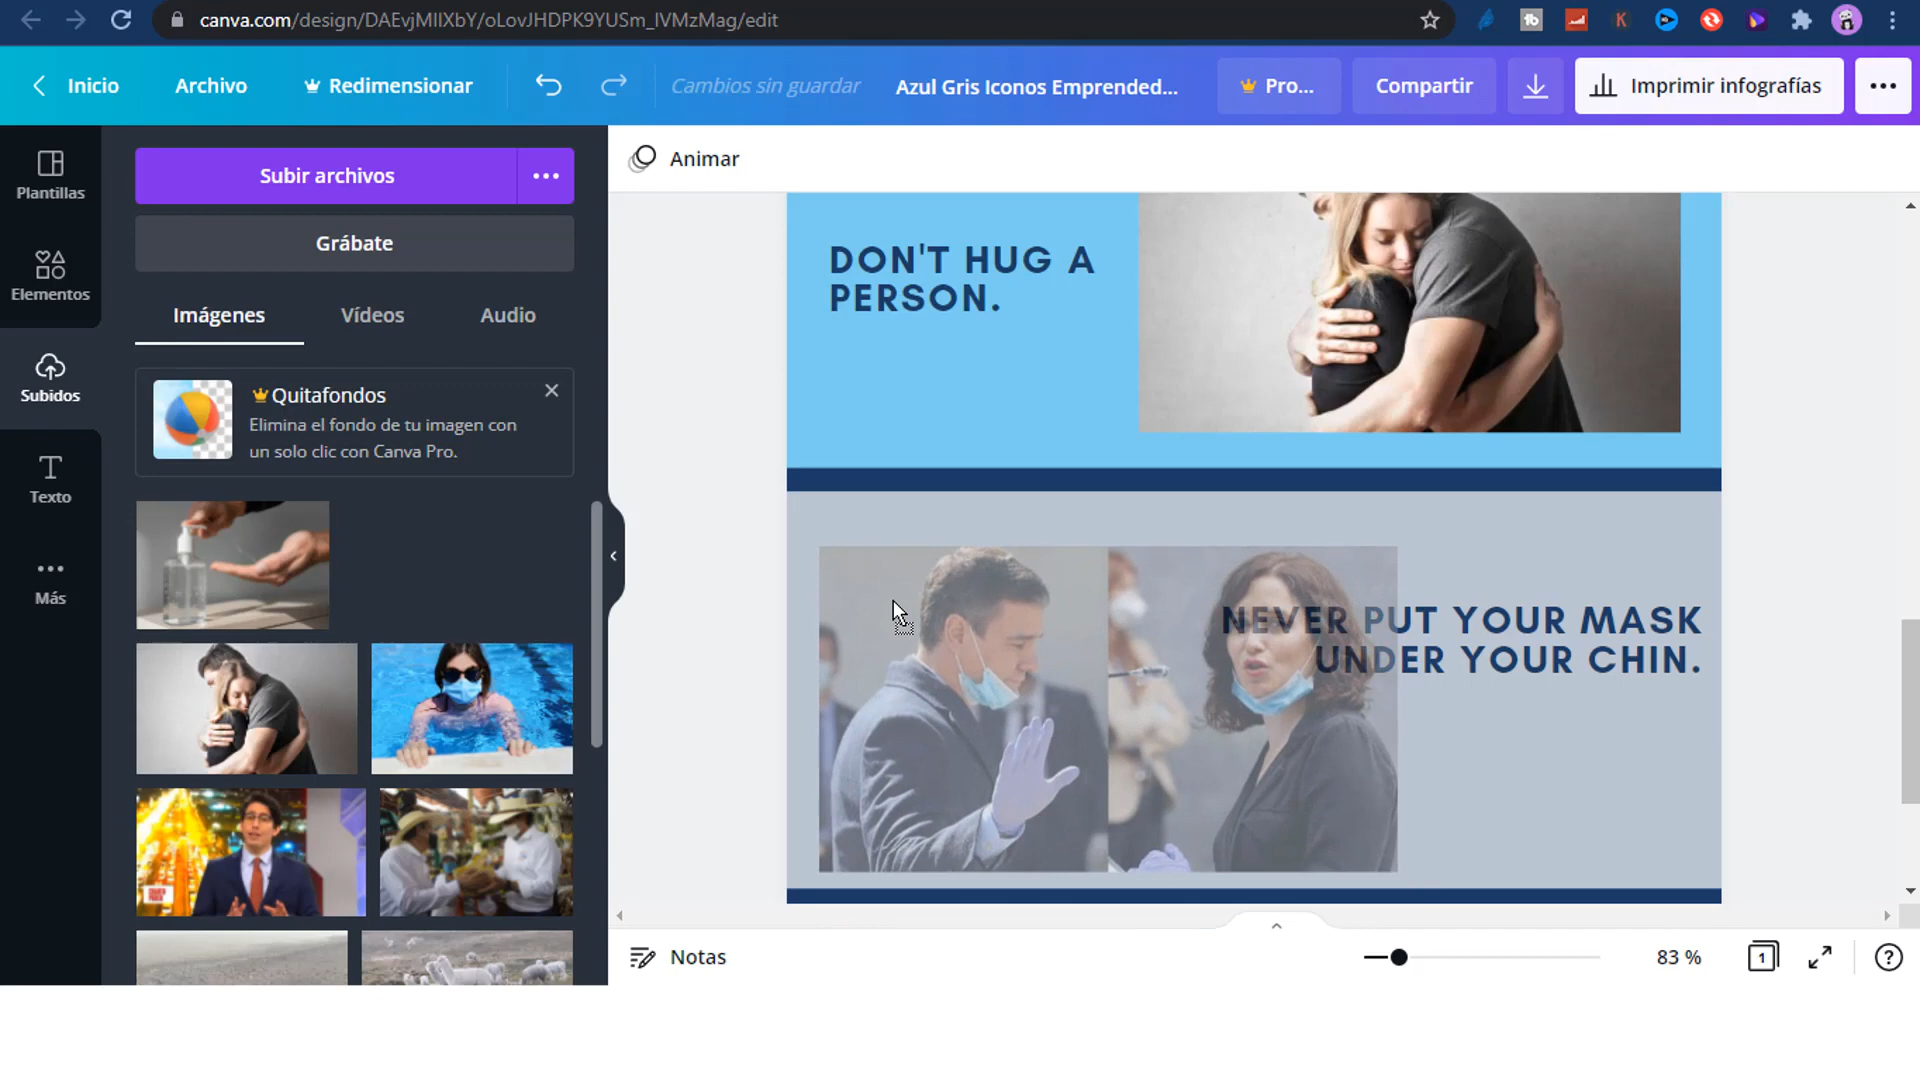 canva.com/design/DAEvjMIlXbY/oLovJHDPK9YUSm_lVMzMag/edit
Inicio
Archivo
Redimensionar
Cambios sin guardar
Azul Gris Iconos Emprended...
Pro...
Compartir
Imprimir infografías
Plantillas
Elementos
Subidos
Texto
Más
Subir archivos
Grábate
Imágenes
Vídeos
Audio
Quitafondos
Elimina el fondo de tu imagen con
un solo clic con Canva Pro.
Animar
DON'T HUG A
PERSON.
NEVER PUT YOUR MASK
UNDER YOUR CHIN.
Notas
83 %
1